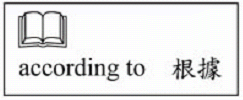 according to 根據